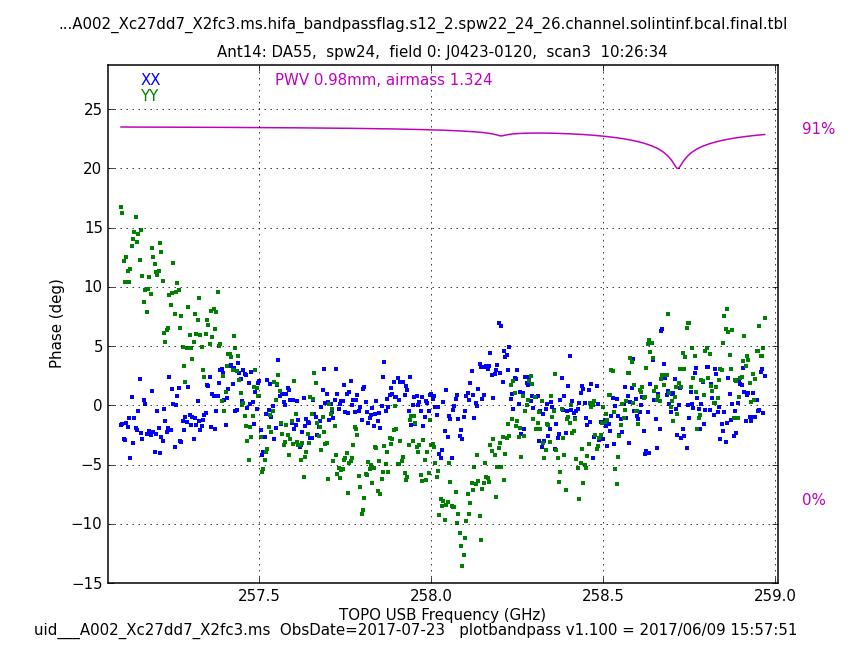 ...A002_Xc27dd7_X2fc3.ms.hifa_bandpassflag.s12_2.spw22_24_26.channel.solintinf.bcal.final.tbl
Ant14: DA55, spw24, field 0: J0423-0120, scan3 10:26:34
XX
PWV 0.98mm, airmass 1.324
YY
25
91%
20
15
10
Phase (deg)
5
0
−5
0%
−10
−15
257.5
258.0
258.5
259.0
TOPO USB Frequency (GHz)
uid___A002_Xc27dd7_X2fc3.ms ObsDate=2017-07-23 plotbandpass v1.100 = 2017/06/09 15:57:51